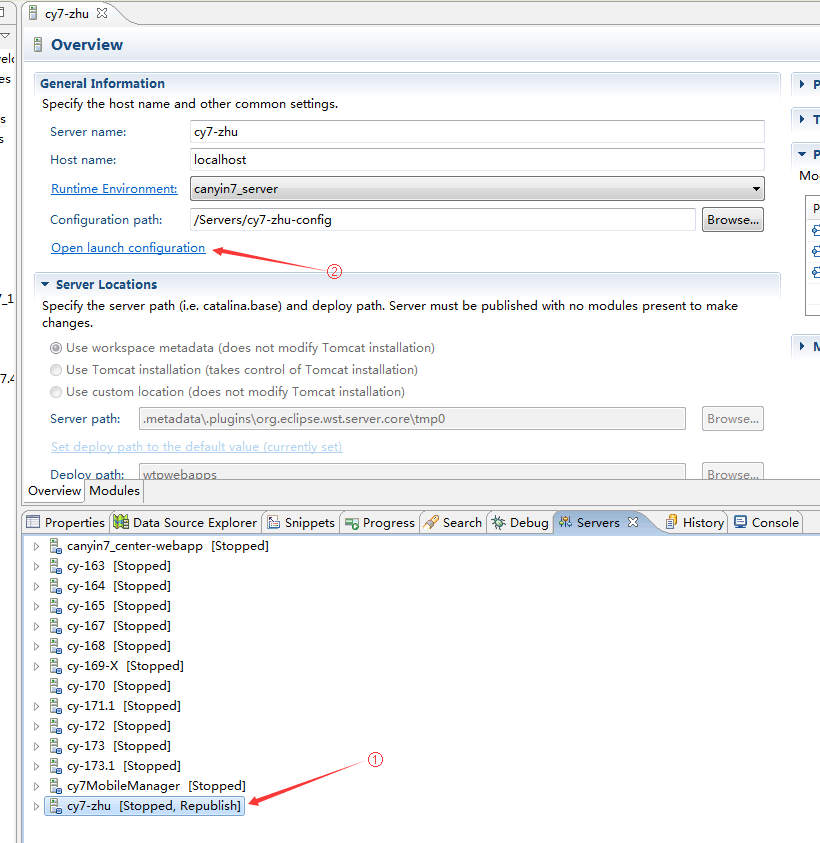 cy7-zhu
Overview
General Information
Specify the host name and other common settings.
Server name:
cy7-zhu
Host name:
localhost
Runtime Environment:
canyin7_server
Configuration path:
/Servers/cy7-zhu-config
Browse...
Open launch configuration
②
Server Locations
Specify the server path (i.e. catalina.base) and deploy path. Server must be published with no modules present to make
changes.
Use workspace metadata (does not modify Tomcat installation)
Use Tomcat installation (takes control of Tomcat installation)
Use custom location (does not modify Tomcat installation)
Server path:
.metadata\.plugins\org.eclipse.wst.server.core\tmp0
Browse...
Set deploy path to the default value (currently set)
Deploy path:
wtpwebapps
Browse...
Overview
Modules
Properties
Data Source Explorer
Snippets
Progress
Search
Debug
Servers
History
Console
canyin7_center-webapp [Stopped]
cy-163 [Stopped]
cy-164 [Stopped]
cy-165 [Stopped]
cy-167 [Stopped]
cy-168 [Stopped]
cy-169-X [Stopped]
cy-170 [Stopped]
cy-171.1 [Stopped]
cy-172 [Stopped]
cy-173 [Stopped]
cy-173.1 [Stopped]
①
cy7MobileManager [Stopped]
cy7-zhu [Stopped, Republish]